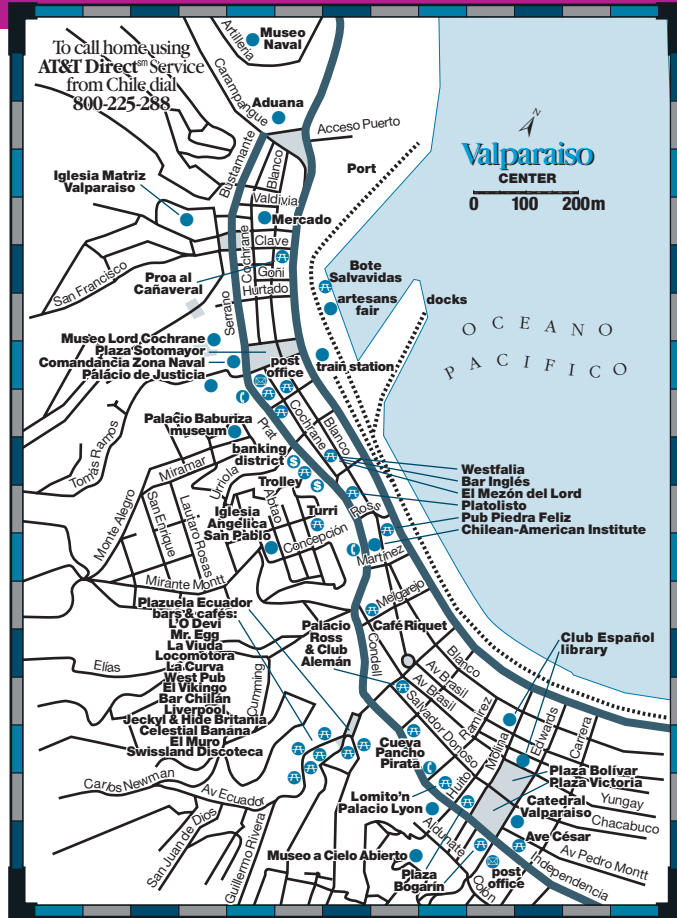 To call home using
AT&T Direct℠ Service
from Chile dial
800-225-288
Museo
Naval
Artilleria
Carampangue
Aduana
Acceso Puerto
N
Valparaiso
CENTER
0 100 200m
Port
Bustamante
Blanco
Iglesia Matriz
Valparaiso
Valdivia
Mercado
Cochrane
Clave
Proa al
Cañaveral
Goñi
Hurtado
San Francisco
Serrano
Bote
Salvavidas
artesans
fair
docks
OCEANO
PACIFICO
Museo Lord Cochrane
Plaza Sotomayor
Comandancia Zona Naval
Palácio de Justicia
post
office
train station
Palacio Baburiza
museum
Prat
Cochrane
Blanco
Tomás Ramos
banking
district
Miramar
Urriola
Trolley
Westfalia
Bar Inglés
El Mezón del Lord
Platolisto
Pub Piedra Feliz
Chilean-American Institute
Monte Alegro
San Enrique
Lautaro Rosas
Abtao
Iglesia
Angélica
San Pablo
Turri
Concepción
Ross
Martínez
Mirante Montt
Melgarejo
Plazuela Ecuador
bars & cafés:
L'O Devi
Mr. Egg
La Viuda
Locomotora
La Curva
West Pub
El Vikingo
Bar Chillán
Liverpool
Jeckyl & Hide Britania
Celestial Banana
El Muro
Swissland Discoteca
Palácio
Ross
& Club
Alemán
Café Riquet
Condell
Club Español
library
Elías
Cumming
Blanco
Av Brasil
Av Brasil
Salvador Donoso
Ramirez
Molina
Edwards
Carrera
Cueva
Pancho
Pirata
Carlos Newman
Av Ecuador
Plaza Bolívar
Plaza Victoria
Huito
Lomito'n
Palacio Lyon
Catedral
Valparaiso
Yungay
Chacabuco
San Juan de Dios
Guillermo Rivera
Aldunate
Ave César
Av Pedro Montt
Museo a Cielo Abierto
Plaza
Bogarín
Colon
post
office
Independencia